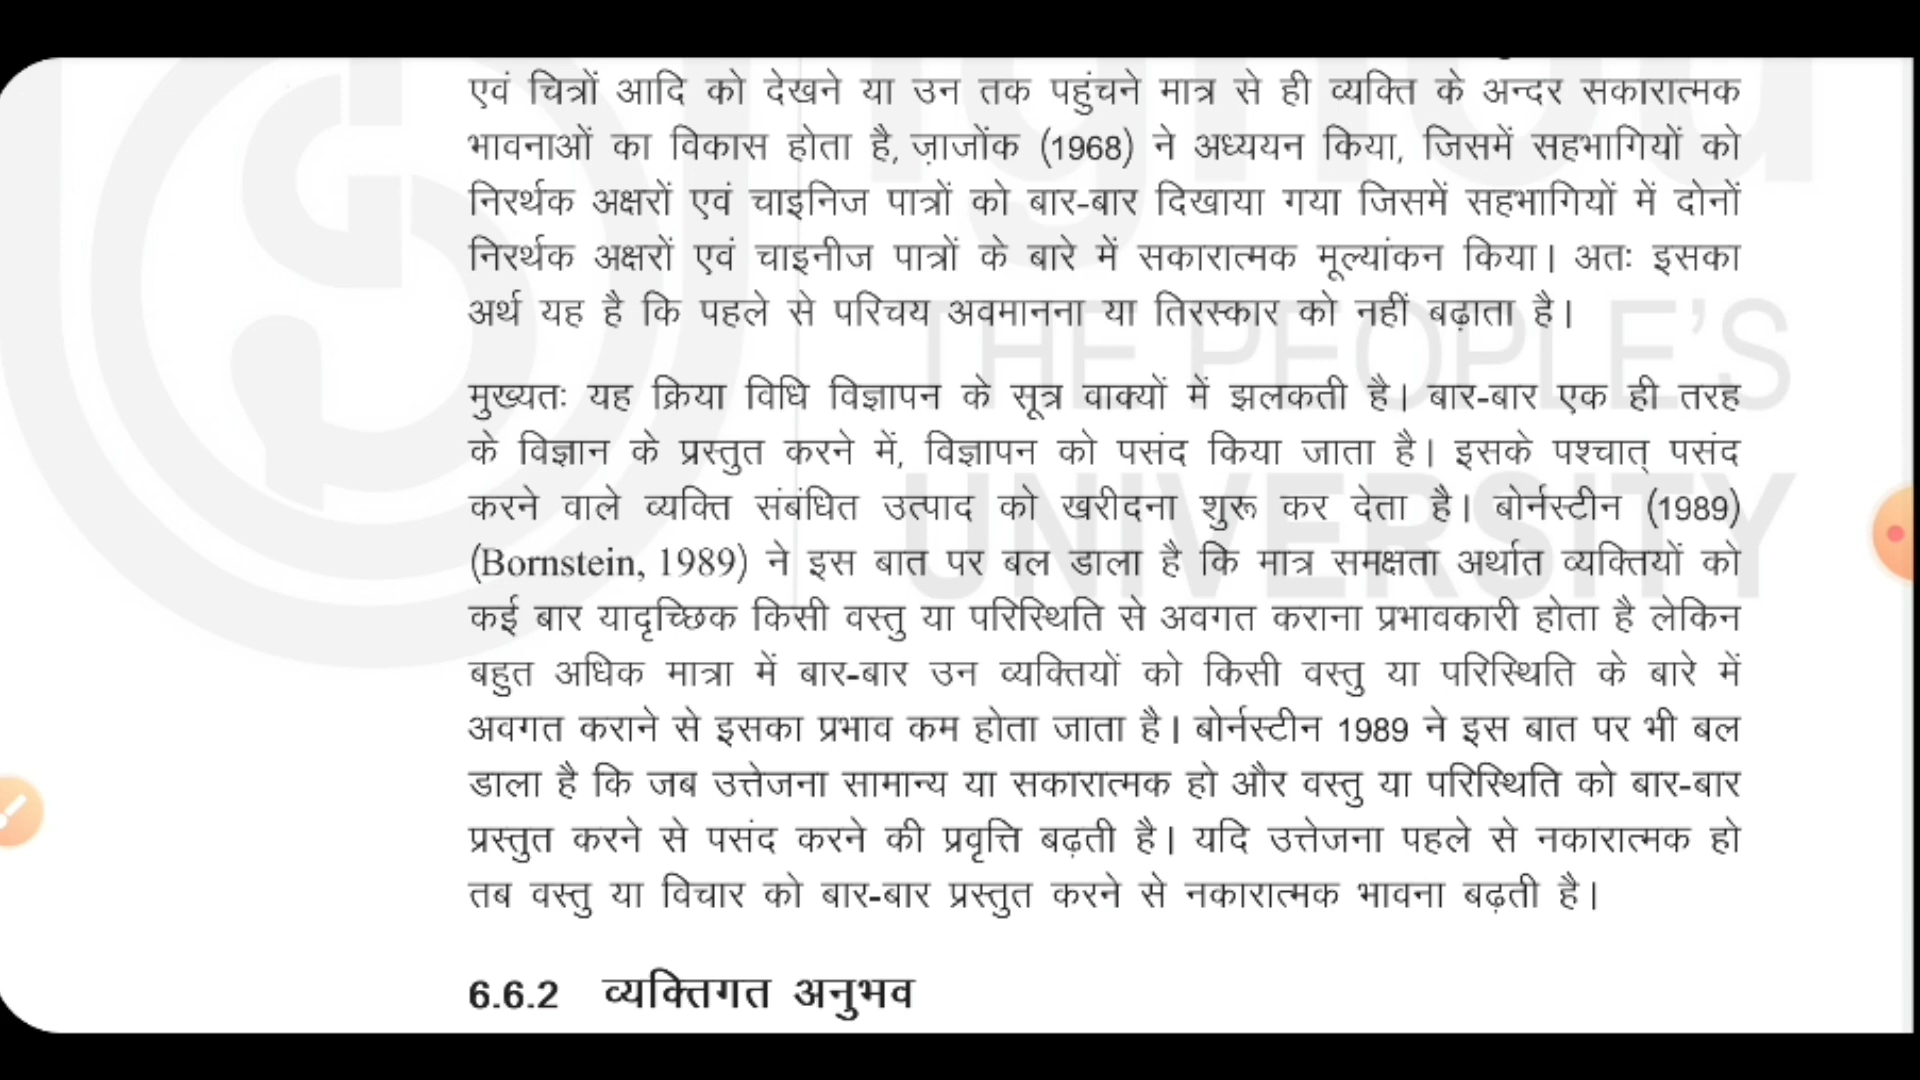 एवं चित्रों आदि को देखने या उन तक पहुंचने मात्र से ही व्यक्ति के अन्दर सकारात्मक
भावनाओं का विकास होता है, ज़ाजोंक (1968) ने अध्ययन किया, जिसमें सहभागियों को
निरर्थक अक्षरों एवं चाइनिज पात्रों को बार-बार दिखाया गया जिसमें सहभागियों में दोनों
निरर्थक अक्षरों एवं चाइनीज पात्रों के बारे में सकारात्मक मूल्यांकन किया। अतः इसका
अर्थ यह है कि पहले से परिचय अवमानना या तिरस्कार को नहीं बढ़ाता है।
मुख्यतः यह क्रिया विधि विज्ञापन के सूत्र वाक्यों में झलकती है। बार-बार एक ही तरह
के विज्ञान के प्रस्तुत करने में, विज्ञापन को पसंद किया जाता है। इसके पश्चात् पसंद
करने वाले व्यक्ति संबंधित उत्पाद को खरीदना शुरू कर देता है। बोर्नस्टीन (1989)
(Bornstein, 1989) ने इस बात पर बल डाला है कि मात्र समक्षता अर्थात व्यक्तियों को
कई बार यादृच्छिक किसी वस्तु या परिस्थिति से अवगत कराना प्रभावकारी होता है लेकिन
बहुत अधिक मात्रा में बार-बार उन व्यक्तियों को किसी वस्तु या परिस्थिति के बारे में
अवगत कराने से इसका प्रभाव कम होता जाता है। बोर्नस्टीन 1989 ने इस बात पर भी बल
डाला है कि जब उत्तेजना सामान्य या सकारात्मक हो और वस्तु या परिस्थिति को बार-बार
प्रस्तुत करने से पसंद करने की प्रवृत्ति बढ़ती है। यदि उत्तेजना पहले से नकारात्मक हो
तब वस्तु या विचार को बार-बार प्रस्तुत करने से नकारात्मक भावना बढ़ती है।
6.6.2 व्यक्तिगत अनुभव
ignou
THE PEOPLE'S
UNIVERSITY